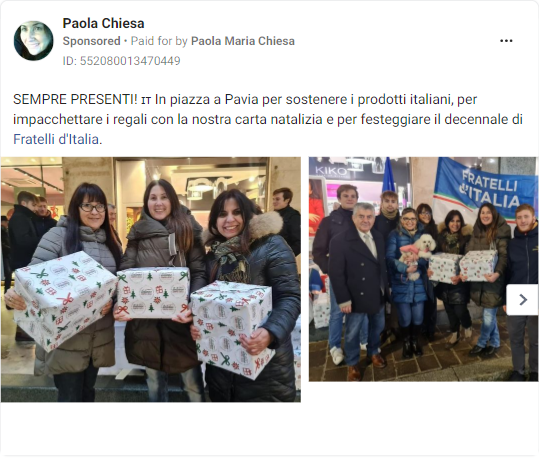 Paola Chiesa
Sponsored • Paid for by Paola Maria Chiesa
ID: 552080013470449
SEMPRE PRESENTI! IT In piazza a Pavia per sostenere i prodotti italiani, per
impacchettare i regali con la nostra carta natalizia e per festeggiare il decennale di
Fratelli d'Italia.
KIKO
FRATELLI
d'ITALIA